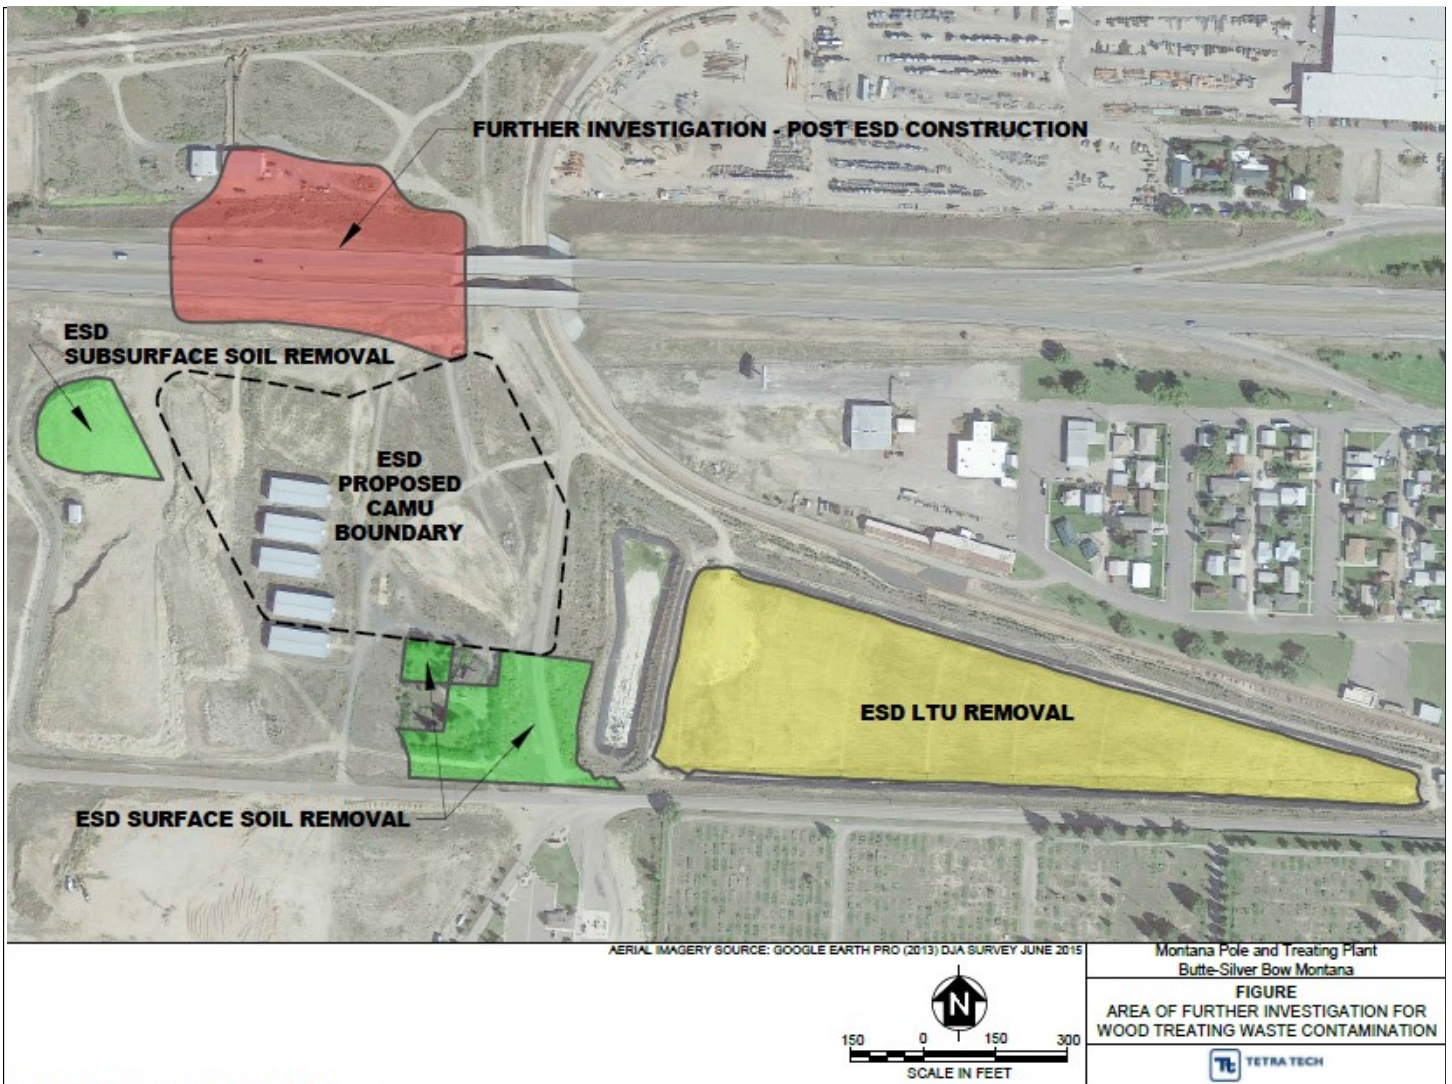 FURTHER INVESTIGATION - POST ESD CONSTRUCTION
ESD
SUBSURFACE SOIL REMOVAL
ESD
PROPOSED
CAMU
BOUNDARY
ESD LTU REMOVAL
ESD SURFACE SOIL REMOVAL
AERIAL IMAGERY SOURCE: GOOGLE EARTH PRO (2013) DJA SURVEY JUNE 2015
N
150 0 150 300
SCALE IN FEET
Montana Pole and Treating Plant
Butte-Silver Bow Montana
FIGURE
AREA OF FURTHER INVESTIGATION FOR
WOOD TREATING WASTE CONTAMINATION
Tt TETRA TECH